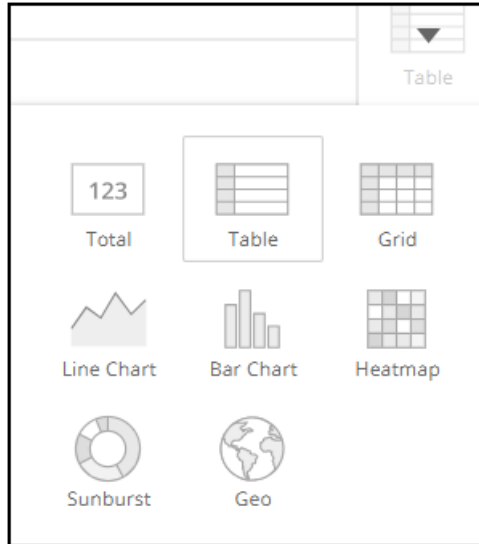 Table
123
Total Table Grid
Line Chart Bar Chart Heatmap
Sunburst Geo